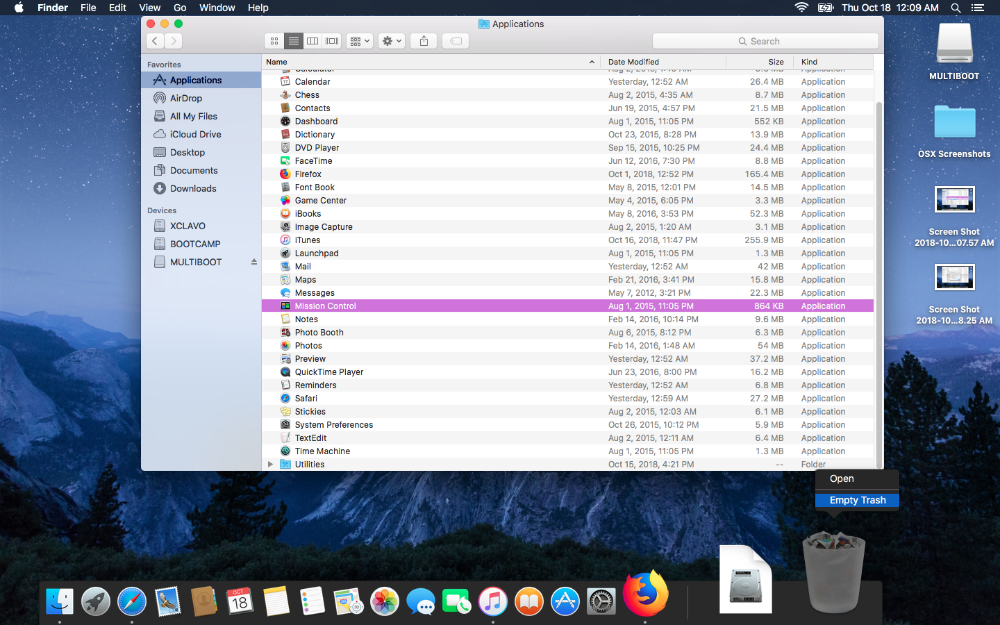 Finder File Edit View Go Window Help Thu Oct 18 12:09 AM
Applications
Search
Favorites
Applications
AirDrop
All My Files
iCloud Drive
Desktop
Documents
Downloads
Devices
XCLAVO
BOOTCAMP
MULTIBOOT
Name Date Modified Size Kind
Calendar Yesterday, 12:52 AM 26.4 MB Application
Chess Aug 2, 2015, 4:35 AM 8.7 MB Application
Contacts Jun 19, 2015, 4:57 PM 21.5 MB Application
Dashboard Aug 1, 2015, 11:05 PM 552 KB Application
Dictionary Oct 23, 2015, 8:28 PM 13.9 MB Application
DVD Player Sep 15, 2015, 10:25 PM 24.4 MB Application
FaceTime Jun 12, 2016, 7:30 PM 8.8 MB Application
Firefox Oct 1, 2018, 12:52 PM 165.4 MB Application
Font Book May 8, 2015, 12:01 PM 14.5 MB Application
Game Center May 4, 2015, 6:05 PM 3.3 MB Application
iBooks May 8, 2016, 3:53 PM 52.3 MB Application
Image Capture Aug 2, 2015, 1:20 AM 3.1 MB Application
iTunes Oct 16, 2018, 11:47 PM 255.9 MB Application
Launchpad Aug 1, 2015, 11:05 PM 1.3 MB Application
Mail Yesterday, 12:52 AM 42 MB Application
Maps Feb 21, 2016, 3:41 PM 15.8 MB Application
Messages May 7, 2012, 3:21 PM 22.3 MB Application
Mission Control Aug 1, 2015, 11:05 PM 864 KB Application
Notes Feb 14, 2016, 10:14 PM 9.6 MB Application
Photo Booth Aug 6, 2015, 8:12 PM 6.3 MB Application
Photos Feb 14, 2016, 1:48 AM 54 MB Application
Preview Yesterday, 12:52 AM 37.2 MB Application
QuickTime Player Jun 23, 2016, 8:00 PM 16.2 MB Application
Reminders Yesterday, 12:52 AM 6.8 MB Application
Safari Yesterday, 12:59 AM 27.2 MB Application
Stickies Aug 2, 2015, 12:03 AM 6.1 MB Application
System Preferences Oct 26, 2015, 10:12 PM 5.9 MB Application
TextEdit Aug 2, 2015, 12:11 AM 6.4 MB Application
Time Machine Aug 1, 2015, 11:05 PM 1.3 MB Application
Utilities Oct 15, 2018, 4:21 PM -- Folder
MULTIBOOT
OSX Screenshots
Screen Shot
2018-10...07.57 AM
Screen Shot
2018-10...8.25 AM
Open
Empty Trash
OCT
18